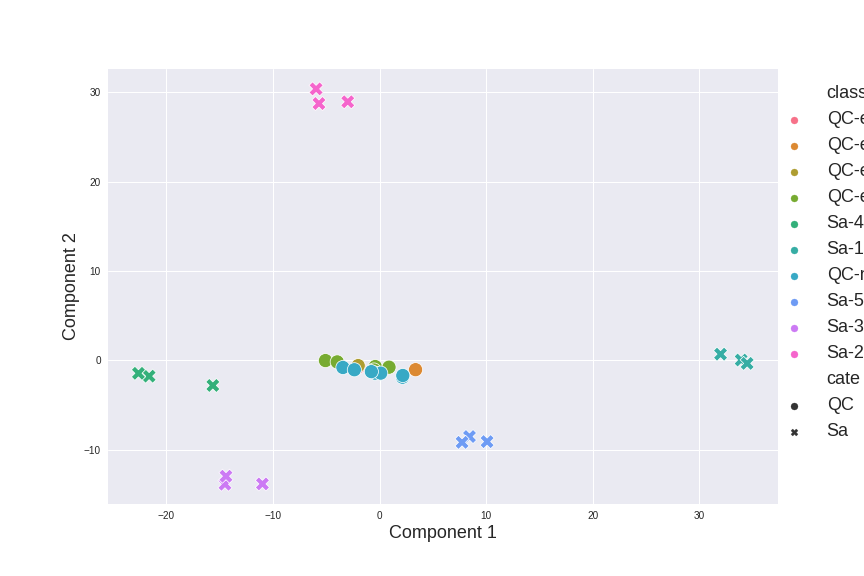 class
QC-e
QC-e
QC-e
QC-e
Sa-4
Sa-1
QC-r
Sa-5
Sa-3
Sa-2
cate
QC
Sa
30
20
10
0
−10
−20
−10
0
10
20
30
Component 1
Component 2